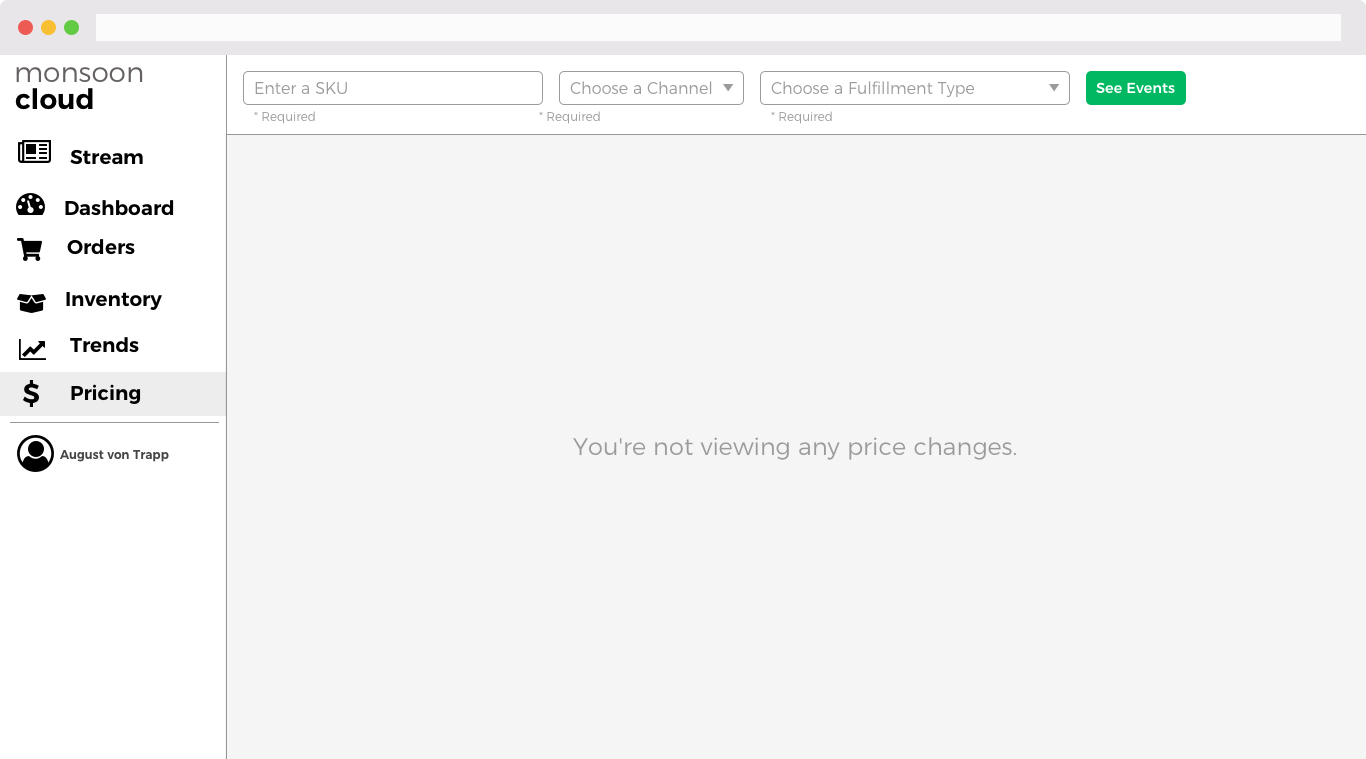 monsoon
cloud
Stream
Dashboard
Orders
Inventory
Trends
Pricing
August von Trapp
Enter a SKU
* Required
Choose a Channel
* Required
Choose a Fulfillment Type
* Required
See Events
You're not viewing any price changes.